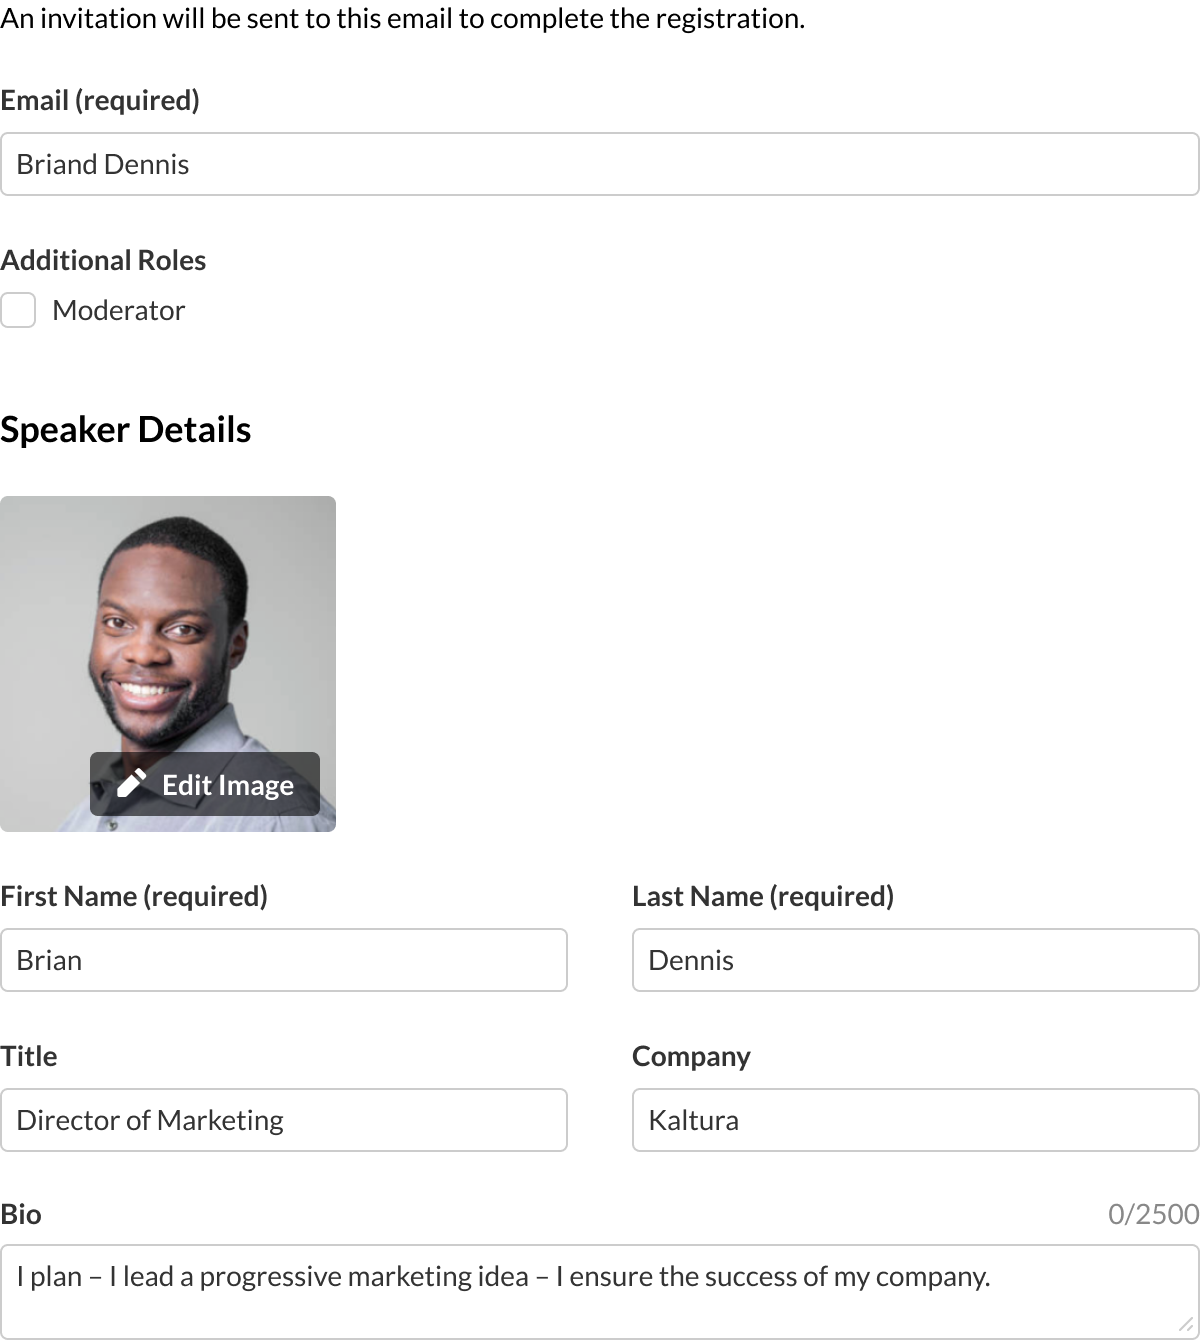 An invitation will be sent to this email to complete the registration.
Email (required)
Briand Dennis
Additional Roles
Moderator
Speaker Details
Edit Image
First Name (required)
Last Name (required)
Brian
Dennis
Title
Company
Director of Marketing
Kaltura
Bio
0/2500
I plan – I lead a progressive marketing idea – I ensure the success of my company.